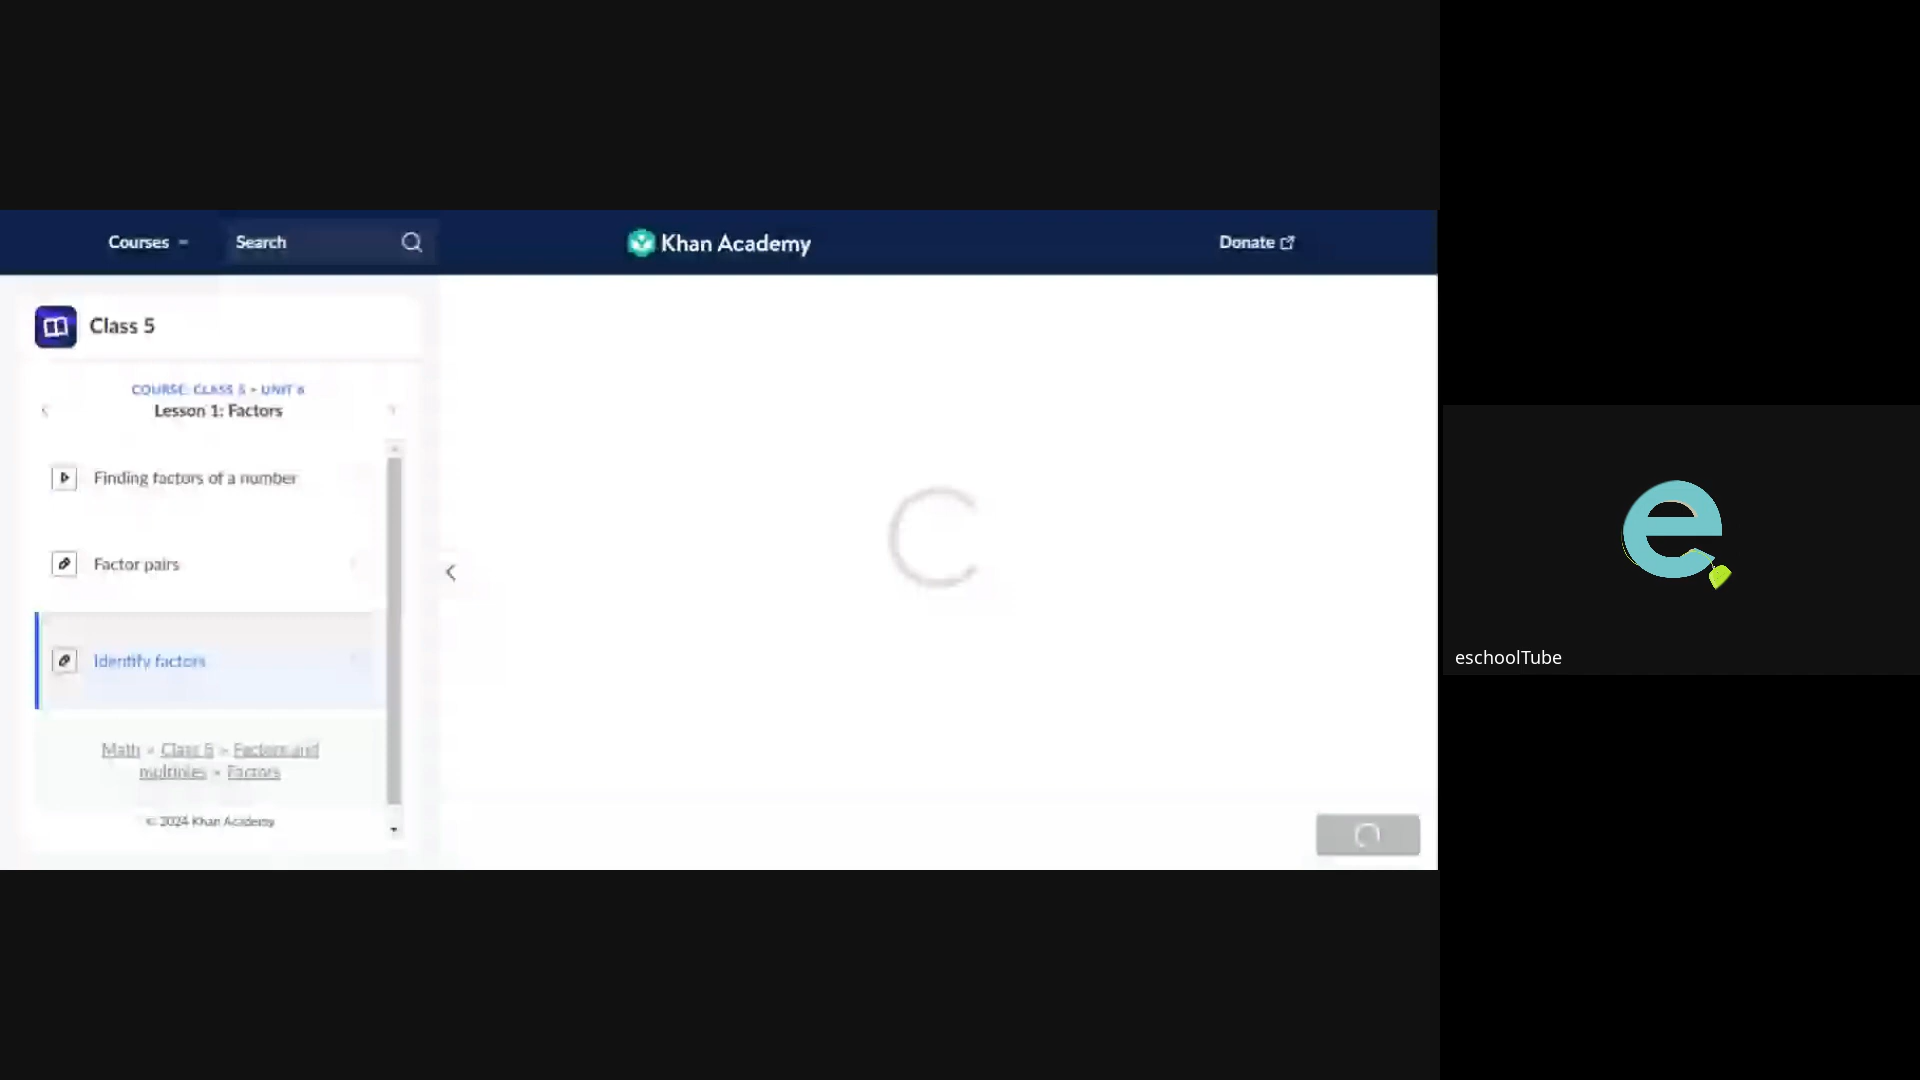 Courses
Search
Khan Academy
Donate
Class 5
COURSE: CLASS 5 • UNIT 6
Lesson 1: Factors
Finding factors of a number
Factor pairs
Identify factors
Math • Class 5 • Factors and
multiples • Factors
© 2024 Khan Academy
eschoolTube